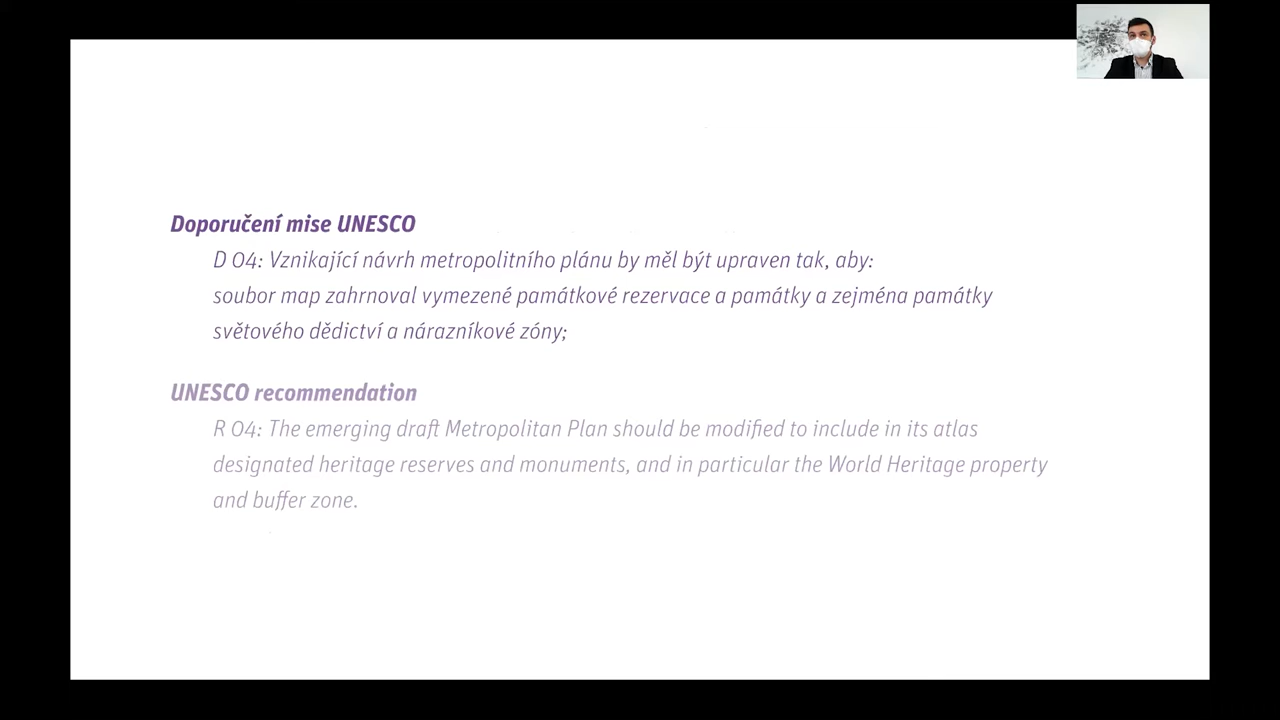 Doporučení mise UNESCO
D 04: Vznikající návrh metropolitního plánu by měl být upraven tak, aby:
soubor map zahrnoval vymezené památkové rezervace a památky a zejména památky
světového dědictví a nárazníkové zóny;
UNESCO recommendation
R 04: The emerging draft Metropolitan Plan should be modified to include in its atlas
designated heritage reserves and monuments, and in particular the World Heritage property
and buffer zone.